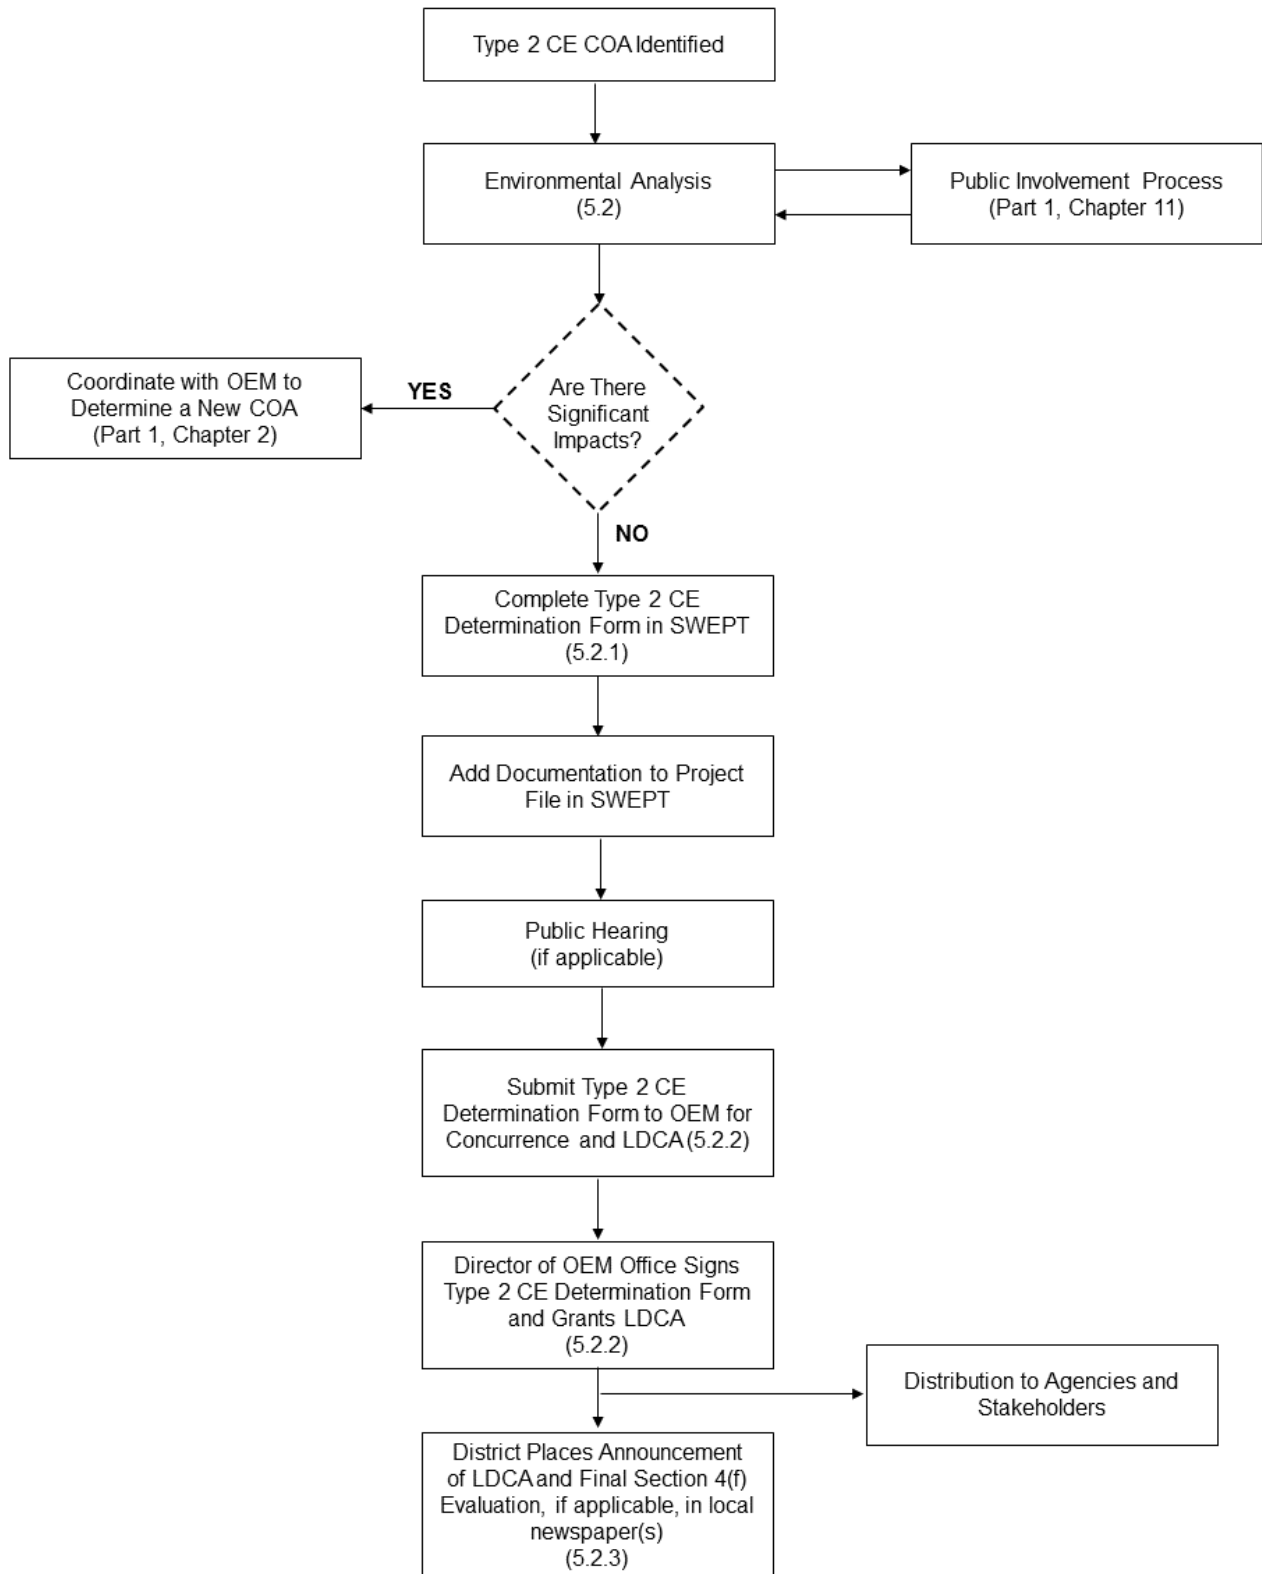 Type 2 CE COA Identified
Environmental Analysis
(5.2)
Public Involvement Process
(Part 1, Chapter 11)
Are There
Significant
Impacts?
YES
Coordinate with OEM to
Determine a New COA
(Part 1, Chapter 2)
NO
Complete Type 2 CE
Determination Form in SWEPT
(5.2.1)
Add Documentation to Project
File in SWEPT
Public Hearing
(if applicable)
Submit Type 2 CE
Determination Form to OEM for
Concurrence and LDCA (5.2.2)
Director of OEM Office Signs
Type 2 CE Determination Form
and Grants LDCA
(5.2.2)
Distribution to Agencies and
Stakeholders
District Places Announcement
of LDCA and Final Section 4(f)
Evaluation, if applicable, in local
newspaper(s)
(5.2.3)